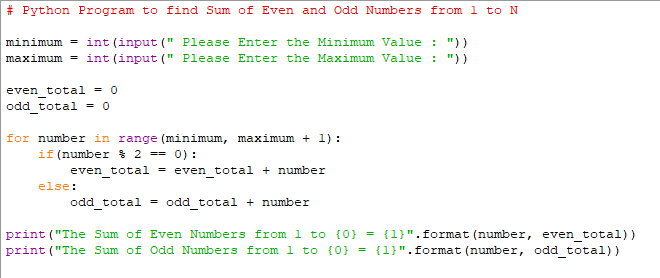 # Python Program to find Sum of Even and Odd Numbers from 1 to N
minimum = int(input(" Please Enter the Minimum Value : "))
maximum = int(input(" Please Enter the Maximum Value : "))
even_total = 0
odd_total = 0
for number in range(minimum, maximum + 1):
    if(number % 2 == 0):
        even_total = even_total + number
    else:
        odd_total = odd_total + number
print("The Sum of Even Numbers from 1 to {0} = {1}".format(number, even_total))
print("The Sum of Odd Numbers from 1 to {0} = {1}".format(number, odd_total))